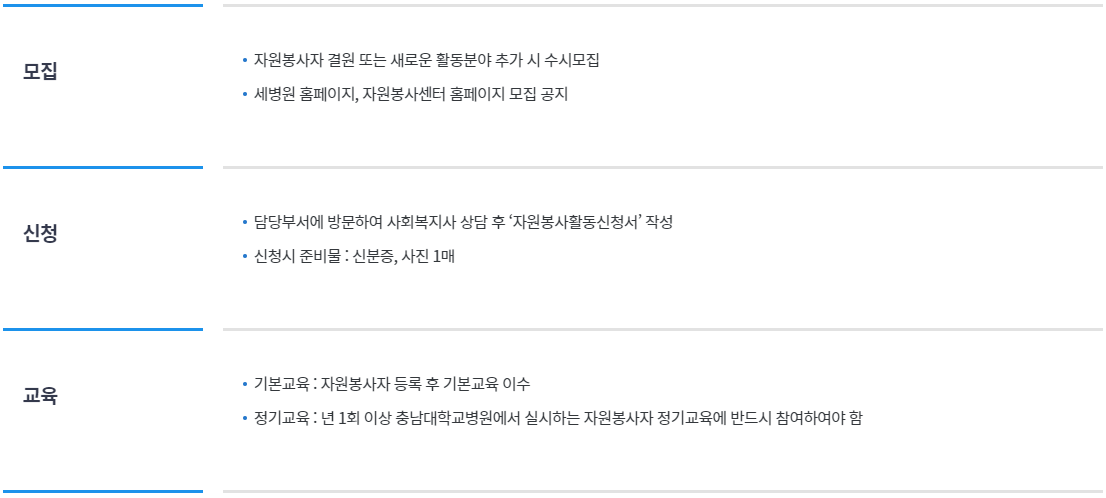 모집
자원봉사자 결원 또는 새로운 활동분야 추가 시 수시모집
세병원 홈페이지, 자원봉사센터 홈페이지 모집 공지
신청
담당부서에 방문하여 사회복지사 상담 후 ‘자원봉사활동신청서’ 작성
신청시 준비물 : 신분증, 사진 1매
교육
기본교육 : 자원봉사자 등록 후 기본교육 이수
정기교육 : 년 1회 이상 충남대학교병원에서 실시하는 자원봉사자 정기교육에 반드시 참여하여야 함